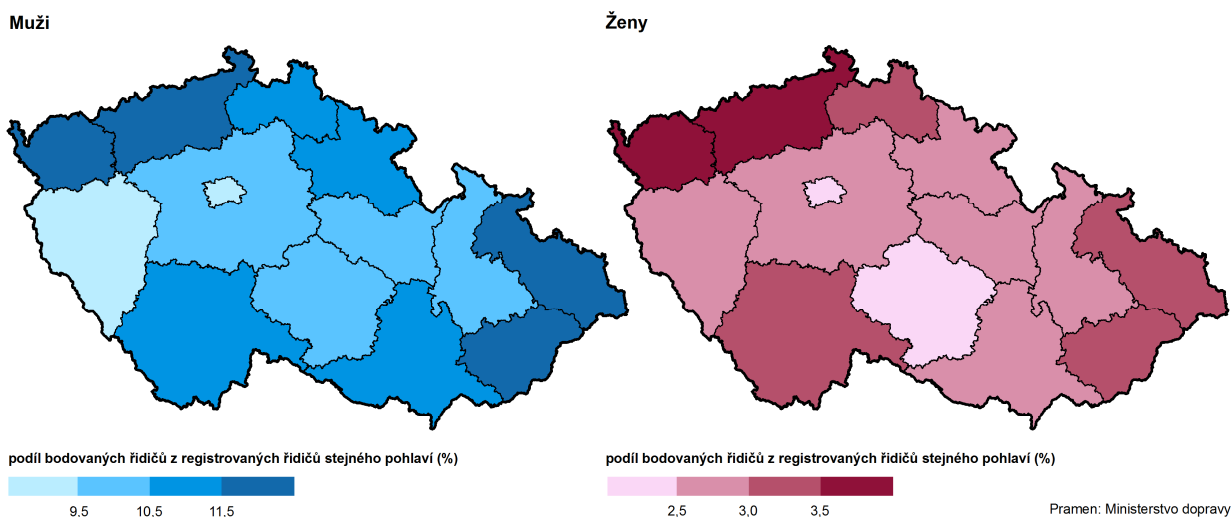 Muži
Ženy
podíl bodovaných řidičů z registrovaných řidičů stejného pohlaví (%)
9,5 10,5 11,5
podíl bodovaných řidičů z registrovaných řidičů stejného pohlaví (%)
2,5 3,0 3,5
Pramen: Ministerstvo dopravy